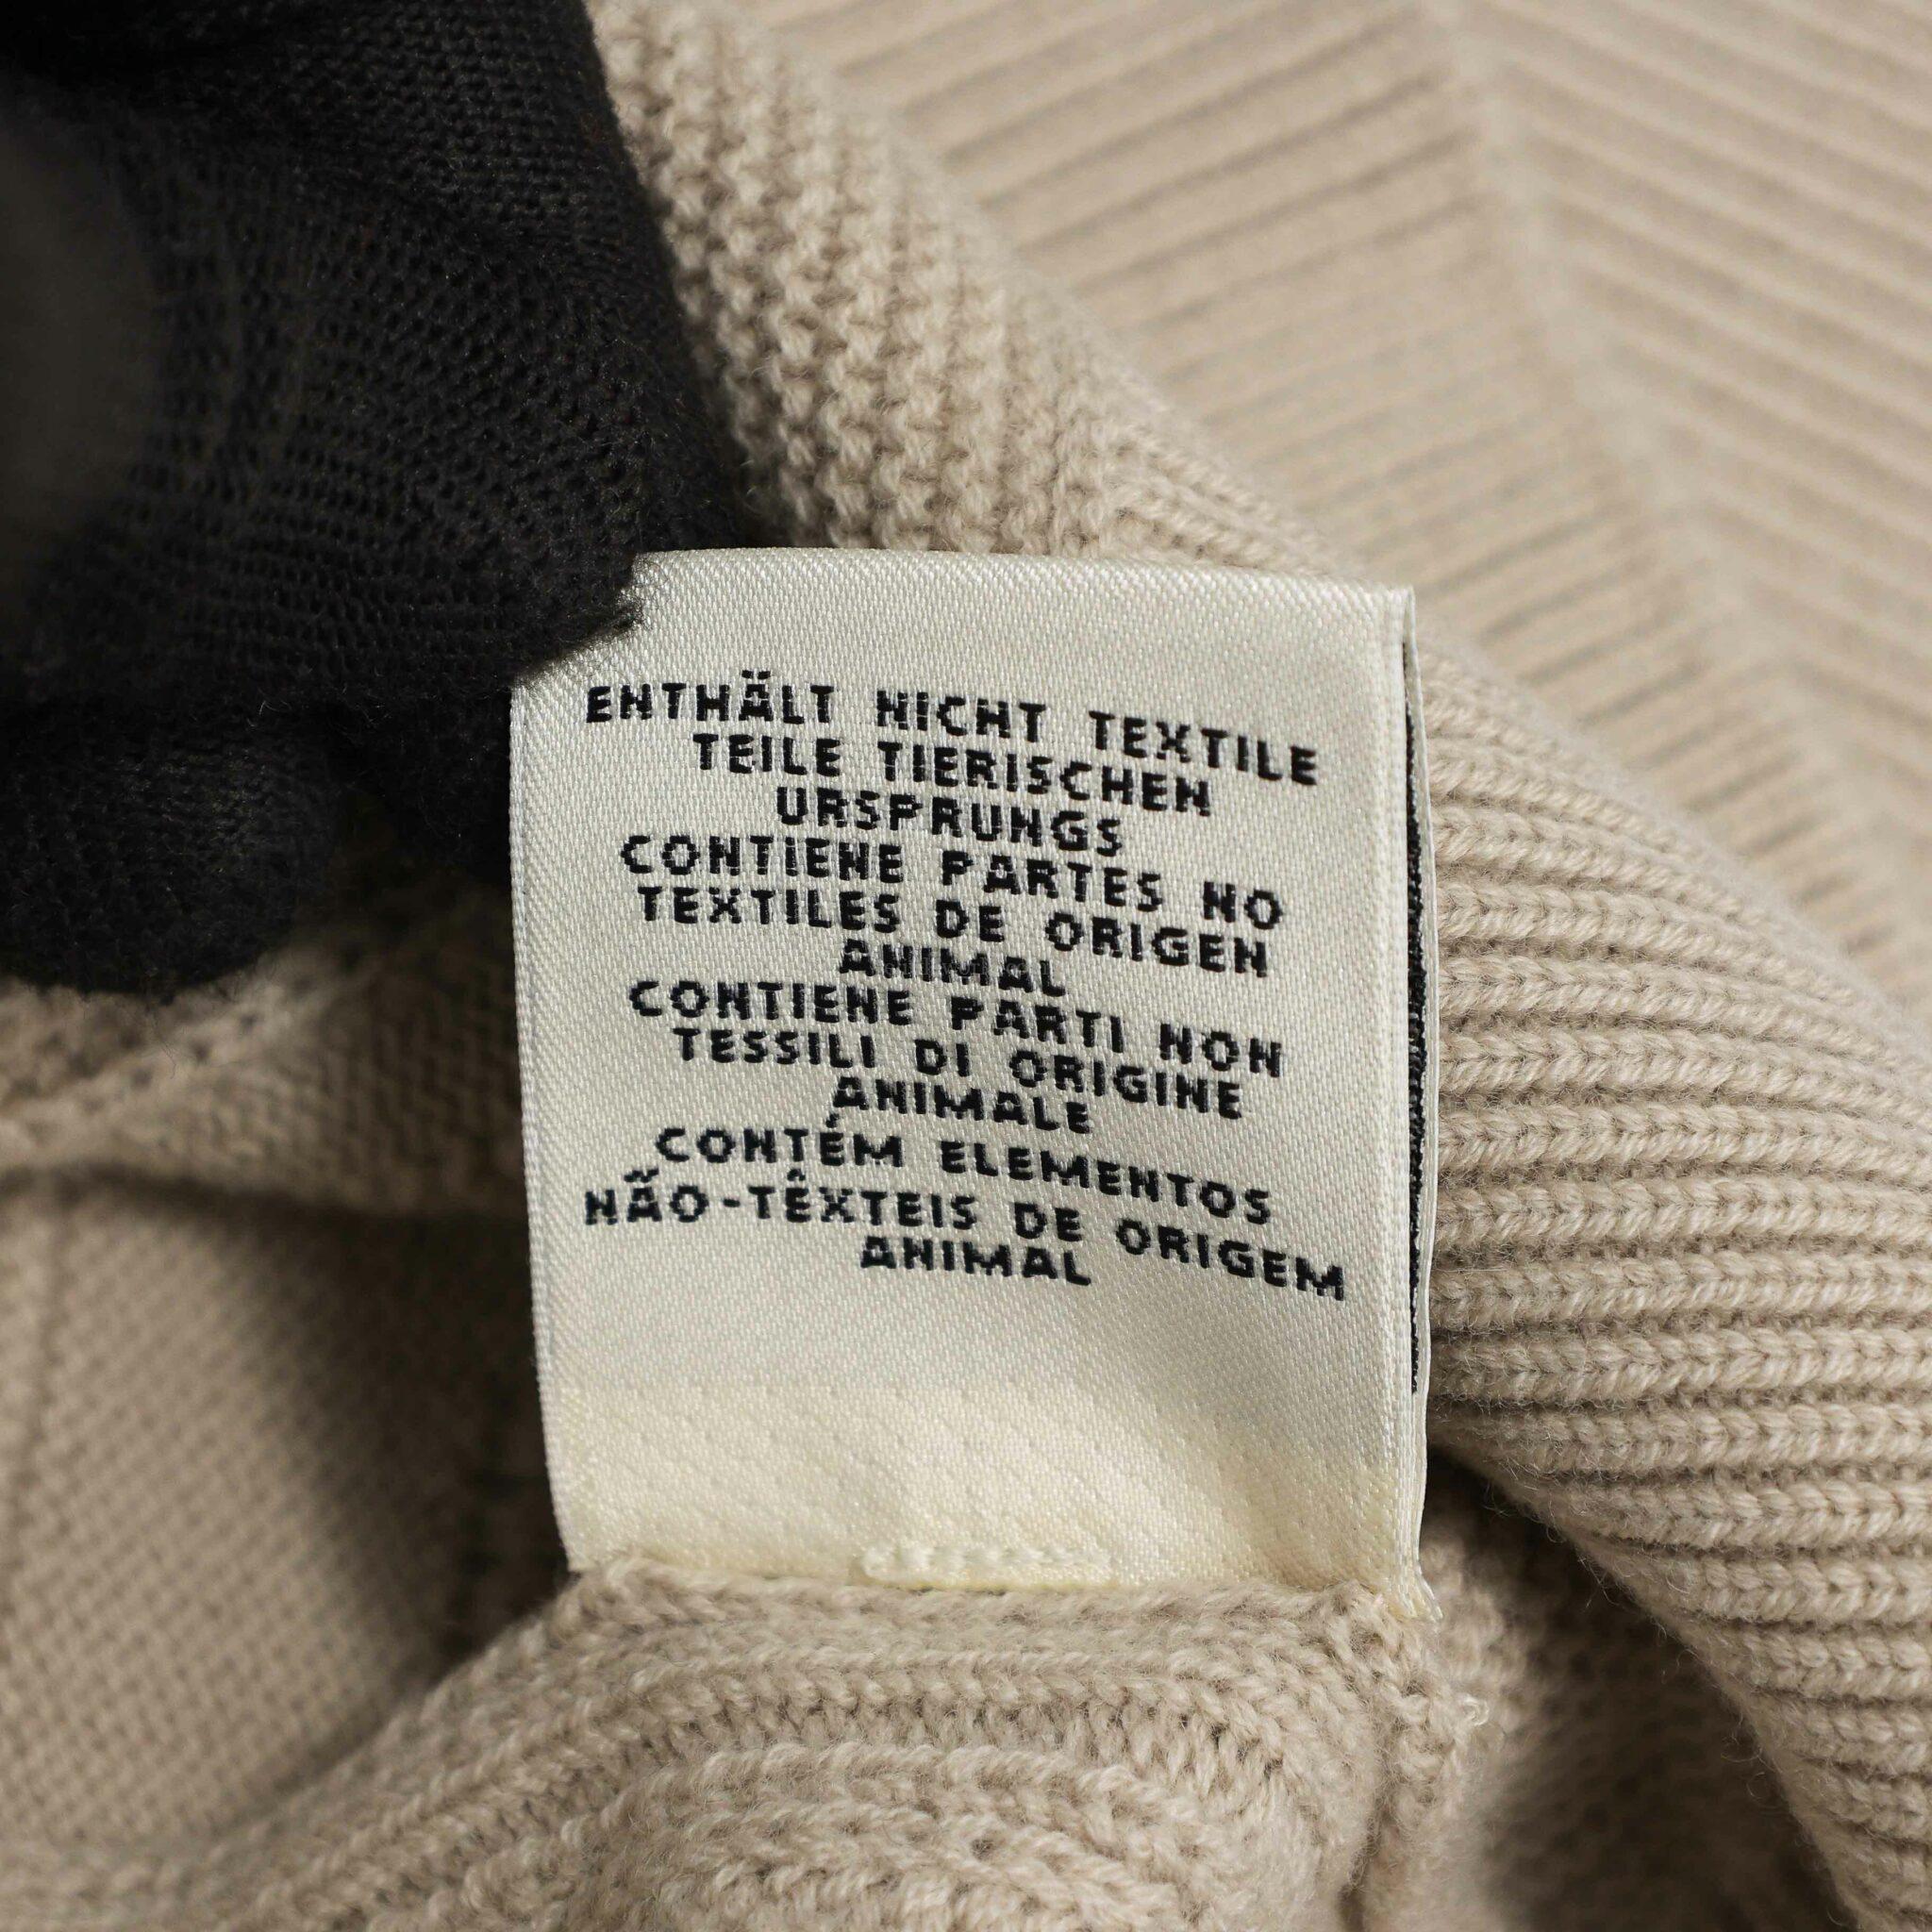 ENTHÄLT NICHT TEXTILE
TEILE TIERISCHEN
URSPRUNGS
CONTIENE PARTES NO
TEXTILES DE ORIGEN
ANIMAL
CONTIENE PARTI NON
TESSILI DI ORIGINE
ANIMALE
CONTÉM ELEMENTOS
NÃO-TÊXTEIS DE ORIGEM
ANIMAL